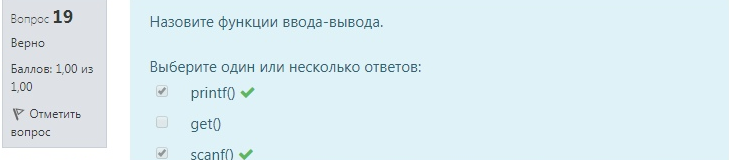 Вопрос 19
Верно
Баллов: 1,00 из
1,00
Отметить
вопрос
Назовите функции ввода-вывода.
Выберите один или несколько ответов:
printf()
get()
scanf()